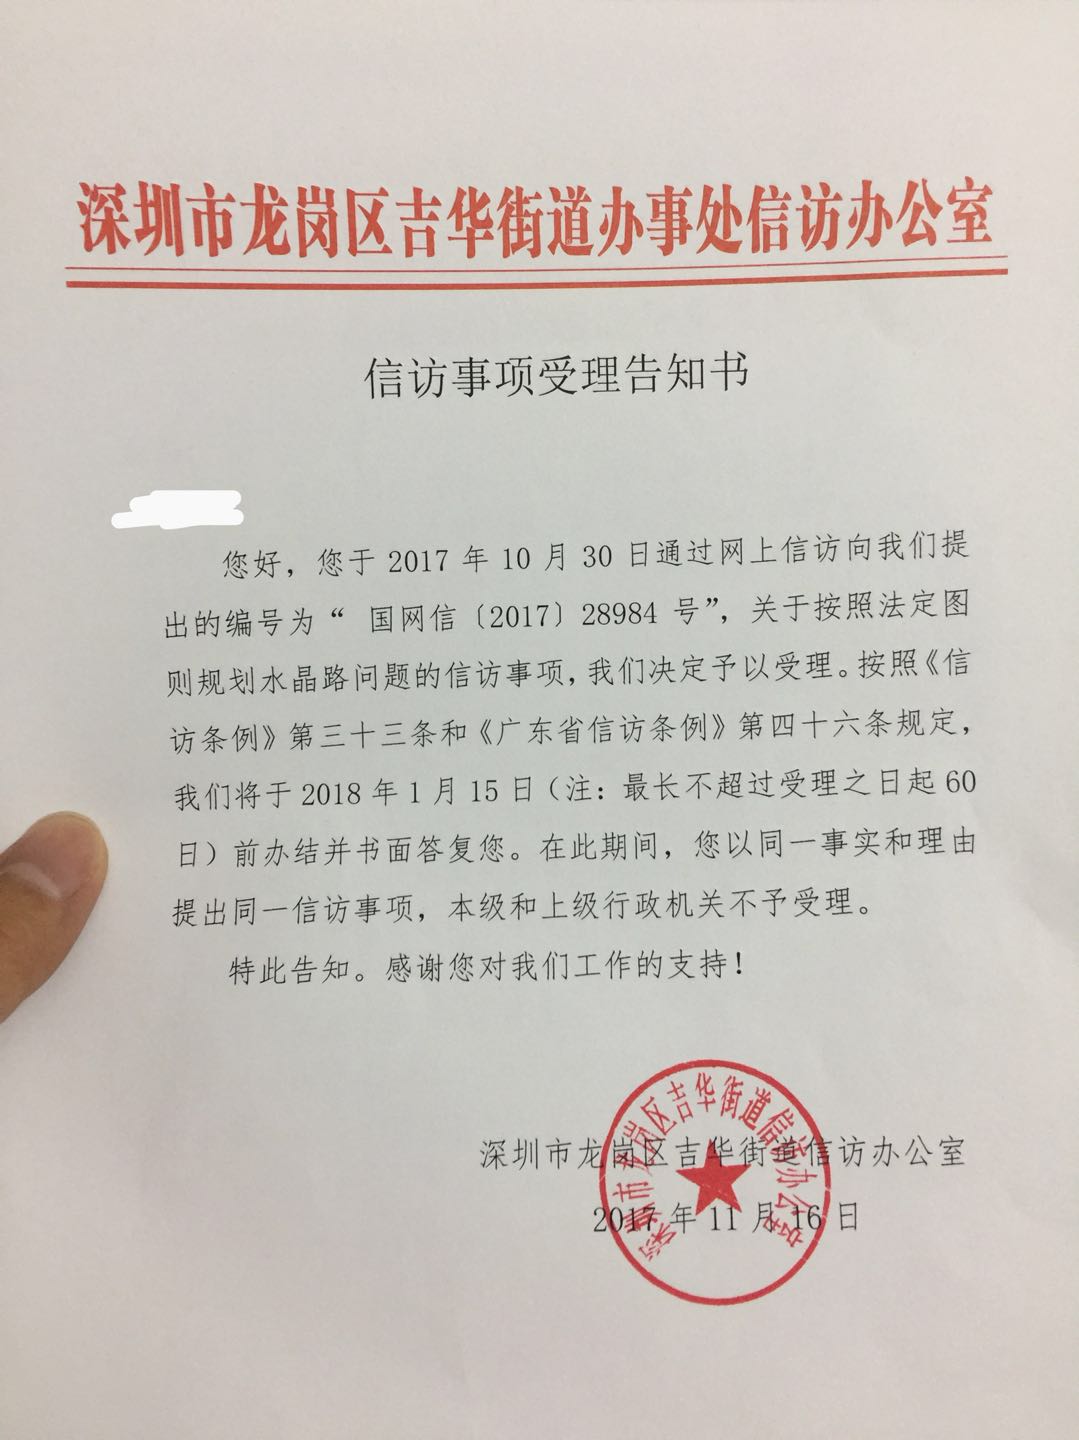 深圳市龙岗区吉华街道办事处信访办公室
信访事项受理告知书
您好，您于 2017 年 10 月 30 日通过网上信访向我们提
出的编号为“ 国网信〔2017〕28984 号”，关于按照法定图
则规划水晶路问题的信访事项，我们决定予以受理。按照《信
访条例》第三十三条和《广东省信访条例》第四十六条规定，
我们将于 2018 年 1 月 15 日（注：最长不超过受理之日起 60
日）前办结并书面答复您。在此期间，您以同一事实和理由
提出同一信访事项，本级和上级行政机关不予受理。
特此告知。感谢您对我们工作的支持！
深圳市龙岗区吉华街道信访办公室
2017 年 11 月 16 日
深圳市龙岗区吉华街道信访办公室